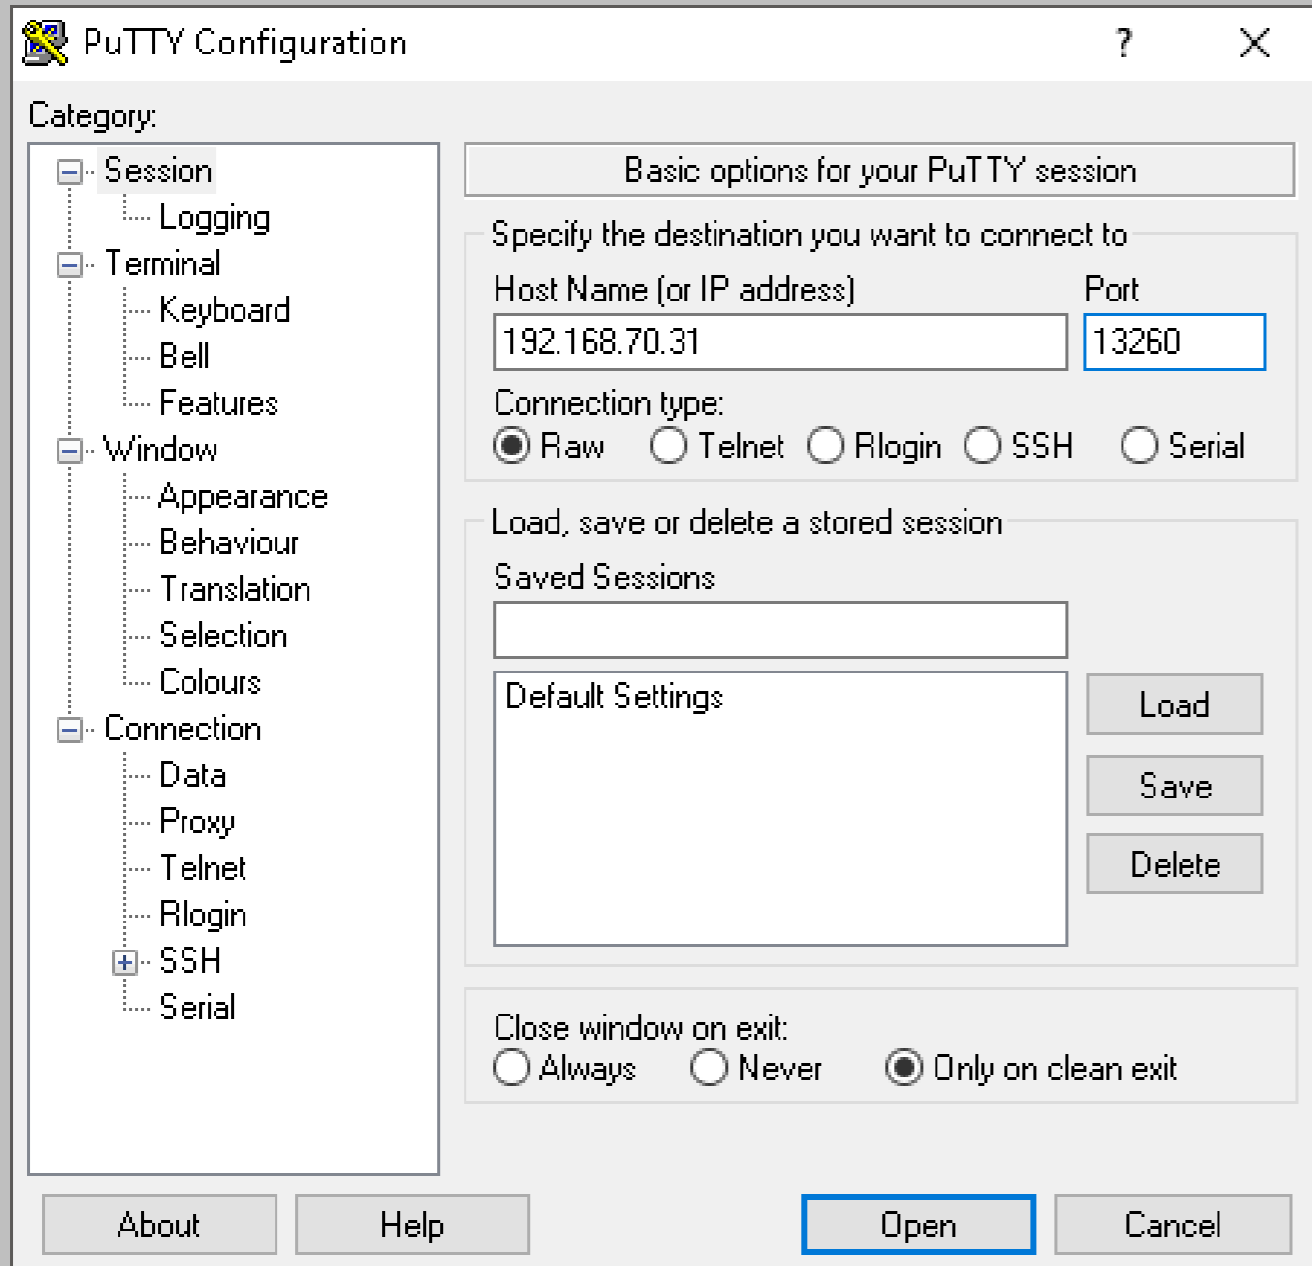 PuTTY Configuration
?
Category:
Session
Logging
Terminal
Keyboard
Bell
Features
Window
Appearance
Behaviour
Translation
Selection
Colours
Connection
Data
Proxy
Telnet
Rlogin
SSH
Serial
Basic options for your PuTTY session
Specify the destination you want to connect to
Host Name (or IP address) Port
192.168.70.31 13260
Connection type:
Raw Telnet Rlogin SSH Serial
Load, save or delete a stored session
Saved Sessions
Default Settings
Load
Save
Delete
Close window on exit:
Always Never Only on clean exit
About Help Open Cancel